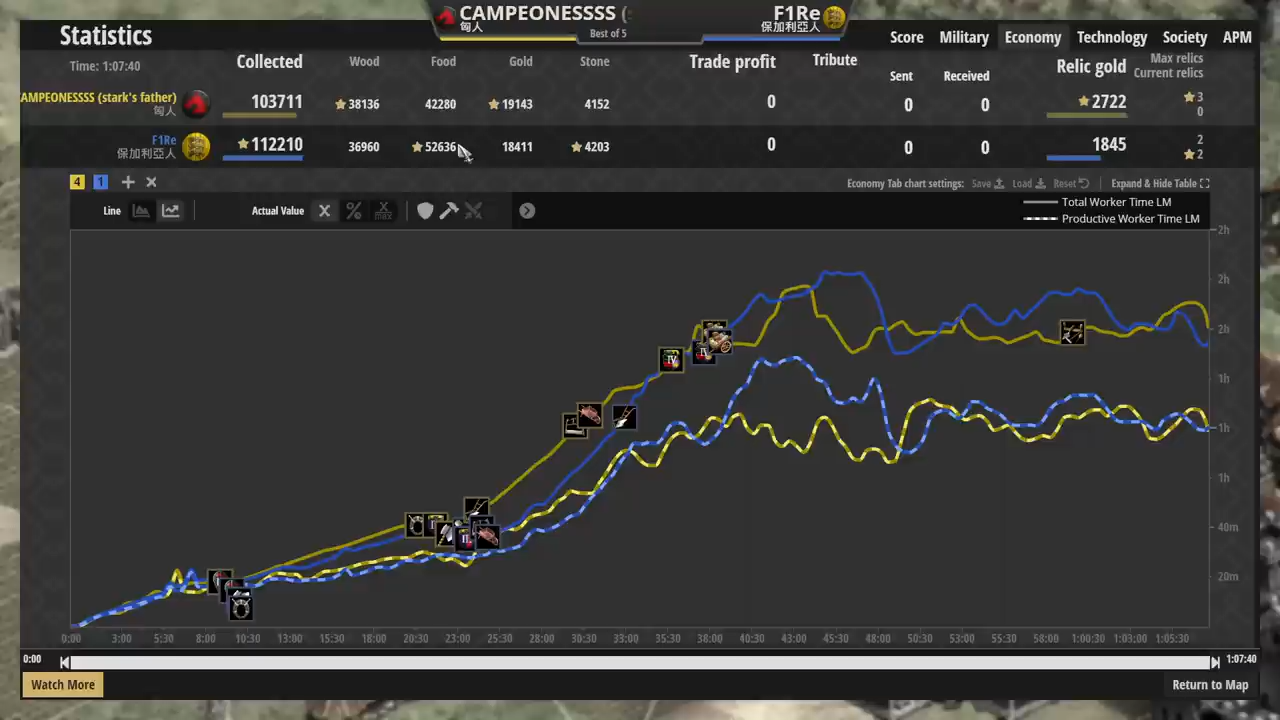 CAMPEONESSSS (
匈人
Best of 5
F1Re
保加利亞人
Statistics
Time: 1:07:40
Score Military Economy Technology Society APM
Collected Wood Food Gold Stone Trade profit Tribute Sent Received Relic gold Max relics
Current relics
AMPEONESSSS (stark's father) 103711 38136 42280 19143 4152 0 0 0 2722 3
匈人 0
F1Re 112210 36960 52636 18411 4203 0 0 0 1845 2
保加利亞人 2
4 1 Economy Tab chart settings: Save Load Reset Expand & Hide Table
Line Actual Value X % X max
Total Worker Time LM
Productive Worker Time LM
2h
2h
2h
1h
1h
1h
40m
20m
IV IV
II
0:00 3:00 5:30 8:00 10:30 13:00 15:30 18:00 20:30 23:00 25:30 28:00 30:30 33:00 35:30 38:00 40:30 43:00 45:30 48:00 50:30 53:00 55:30 58:00 1:00:30 1:03:00 1:05:30
0:00 1:07:40
Watch More Return to Map